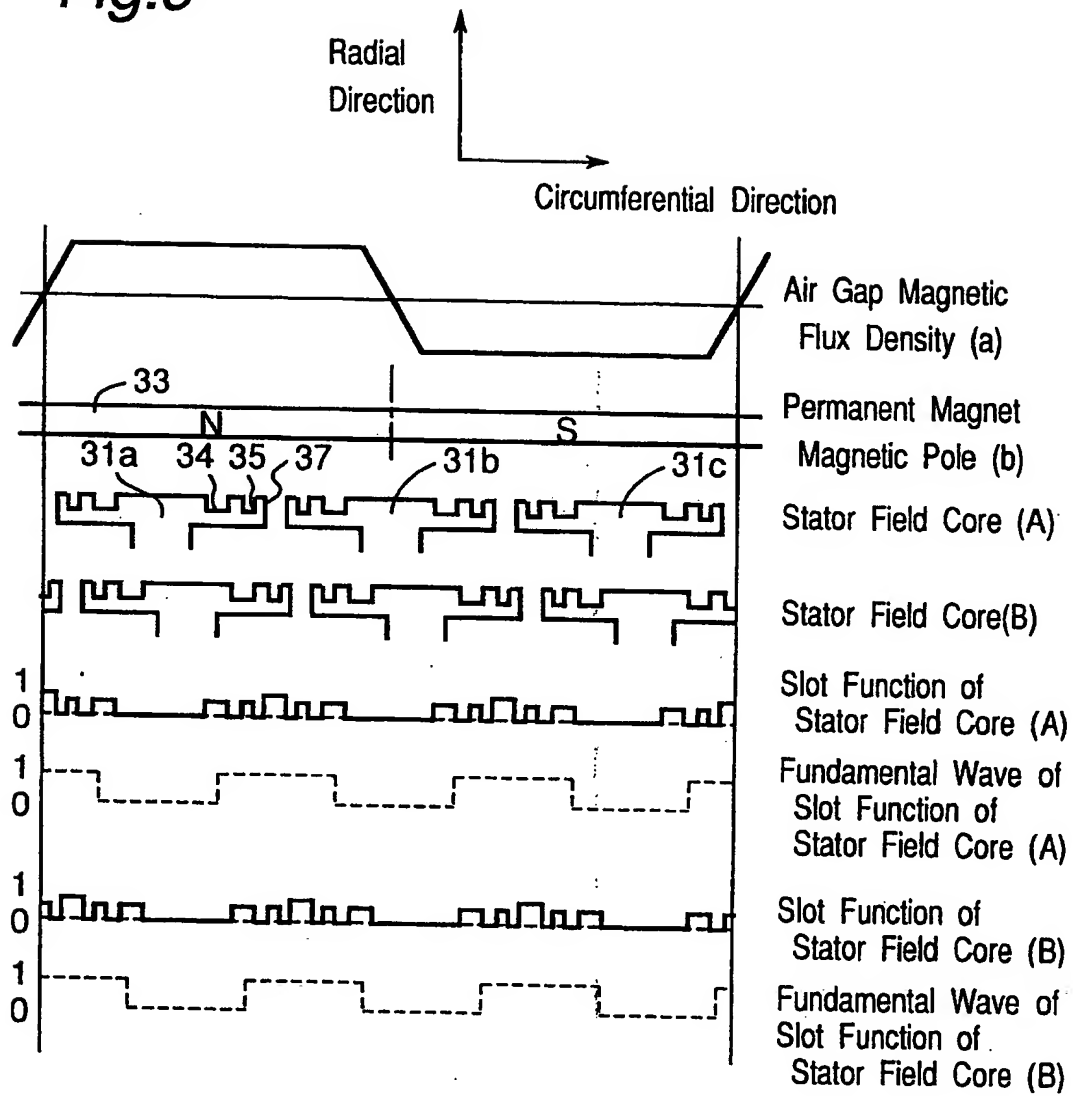 Radial
Direction
Circumferential Direction
Air Gap Magnetic
Flux Density (a)
33
N
S
Permanent Magnet
Magnetic Pole (b)
31a
34
35
37
31b
31c
Stator Field Core (A)
Stator Field Core(B)
1
0
Slot Function of
Stator Field Core (A)
1
0
Fundamental Wave of
Slot Function of
Stator Field Core (A)
1
0
Slot Function of
Stator Field Core (B)
1
0
Fundamental Wave of
Slot Function of
Stator Field Core (B)